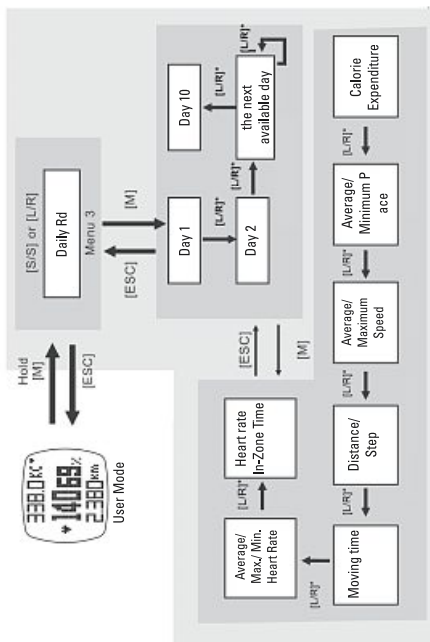 338.0KC*
14069%
2.380KM
User Mode
Hold
[M]
[ESC]
[S/S] or [L/R]
Daily Rd
Menu 3
[ESC]
[M]
Day 1
Day 10
[L/R]*
[L/R]*
[L/R]*
Day 2
[L/R]*
the next
available day
[ESC]
[M]
Average/
Max./ Min.
Heart Rate
[L/R]*
Heart rate
In-Zone Time
[L/R]*
Moving time
[L/R]*
Distance/
Step
[L/R]*
Average/
Maximum
Speed
[L/R]*
Average/
Minimum P
ace
[L/R]*
Calorie
Expenditure